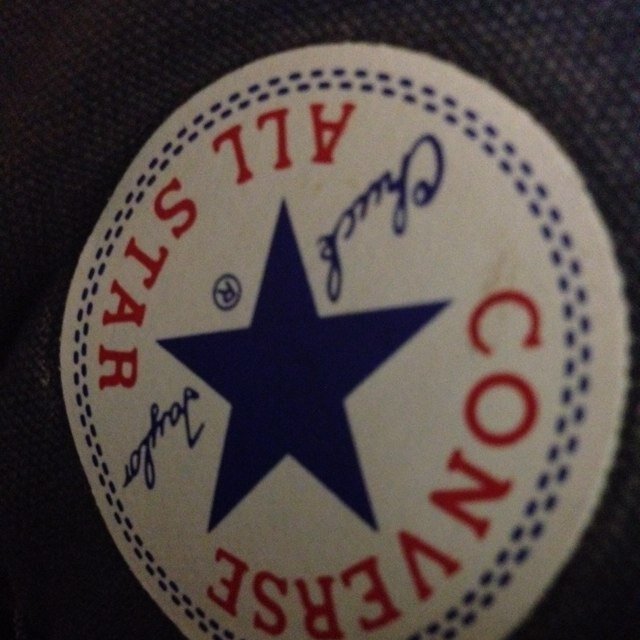 CONVERSE
ALL STAR
Chuck
Taylor
®